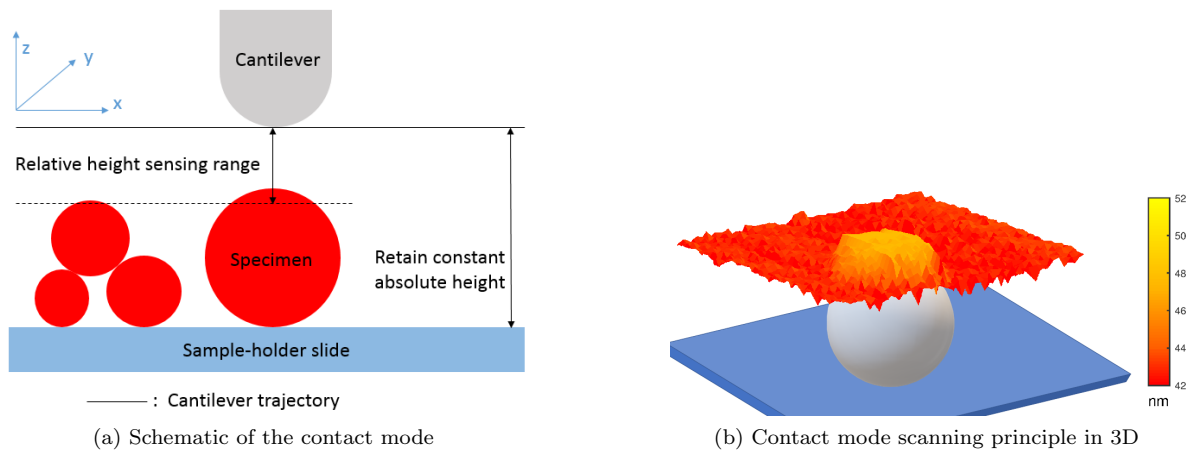 Cantilever
z
y
x
Relative height sensing range
Specimen
Retain constant
absolute height
Sample-holder slide
: Cantilever trajectory
(a) Schematic of the contact mode
52
50
48
46
44
42
nm
(b) Contact mode scanning principle in 3D